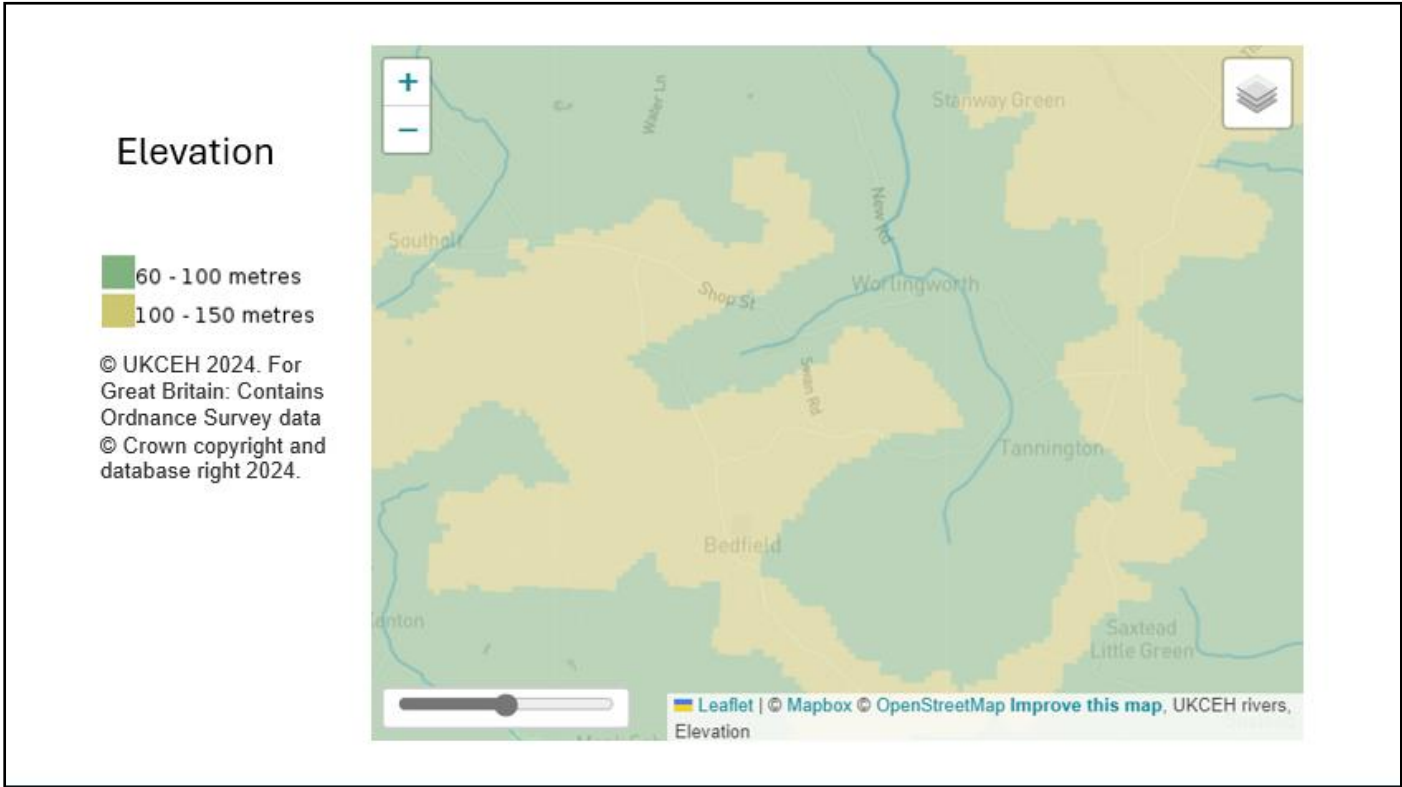 Elevation
60 - 100 metres
100 - 150 metres
© UKCEH 2024. For
Great Britain: Contains
Ordnance Survey data
© Crown copyright and
database right 2024.
+
−
Water Ln
Stanway Green
New Rd
Southolt
Shop St
Worlingworth
Swan Rd
Tannington
Bedfield
Saxtead
Little Green
Leaflet | © Mapbox © OpenStreetMap Improve this map, UKCEH rivers,
Elevation